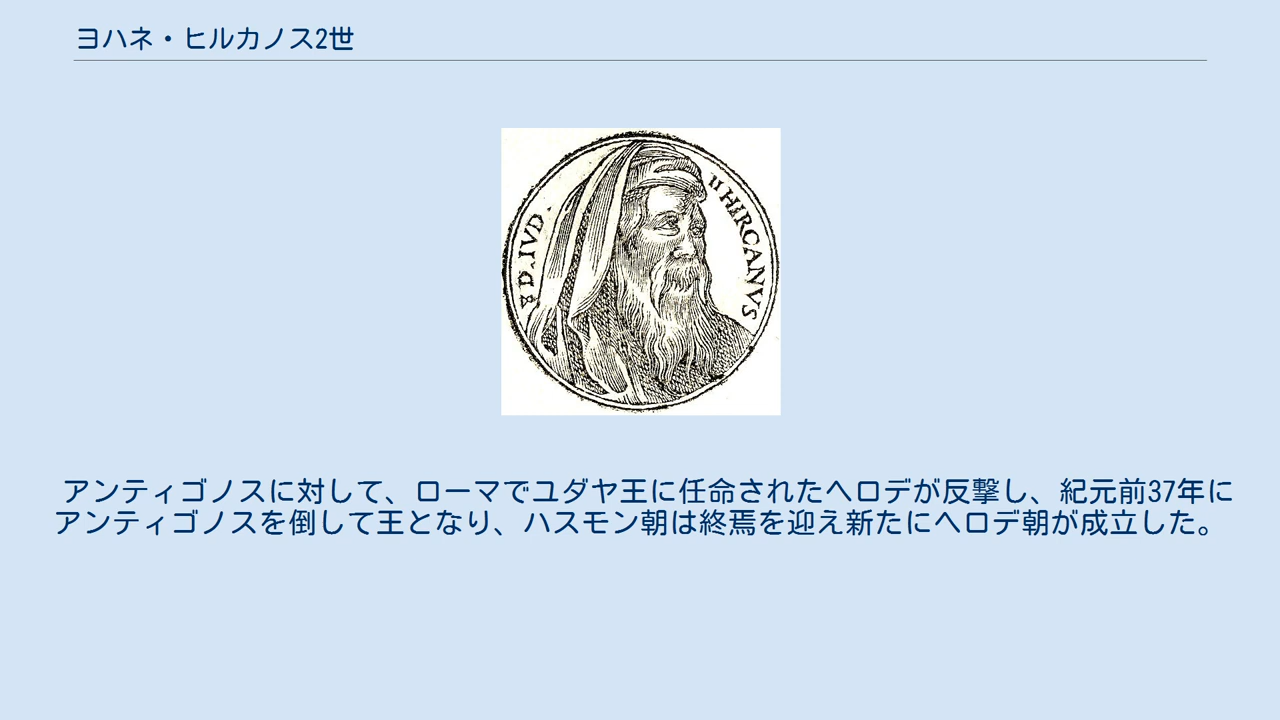 ヨハネ・ヒルカノス2世
II HIRCANVS
D.IVD.
アンティゴノスに対して、ローマでユダヤ王に任命されたヘロデが反撃し、紀元前37年に
アンティゴノスを倒して王となり、ハスモン朝は終焉を迎え新たにヘロデ朝が成立した。